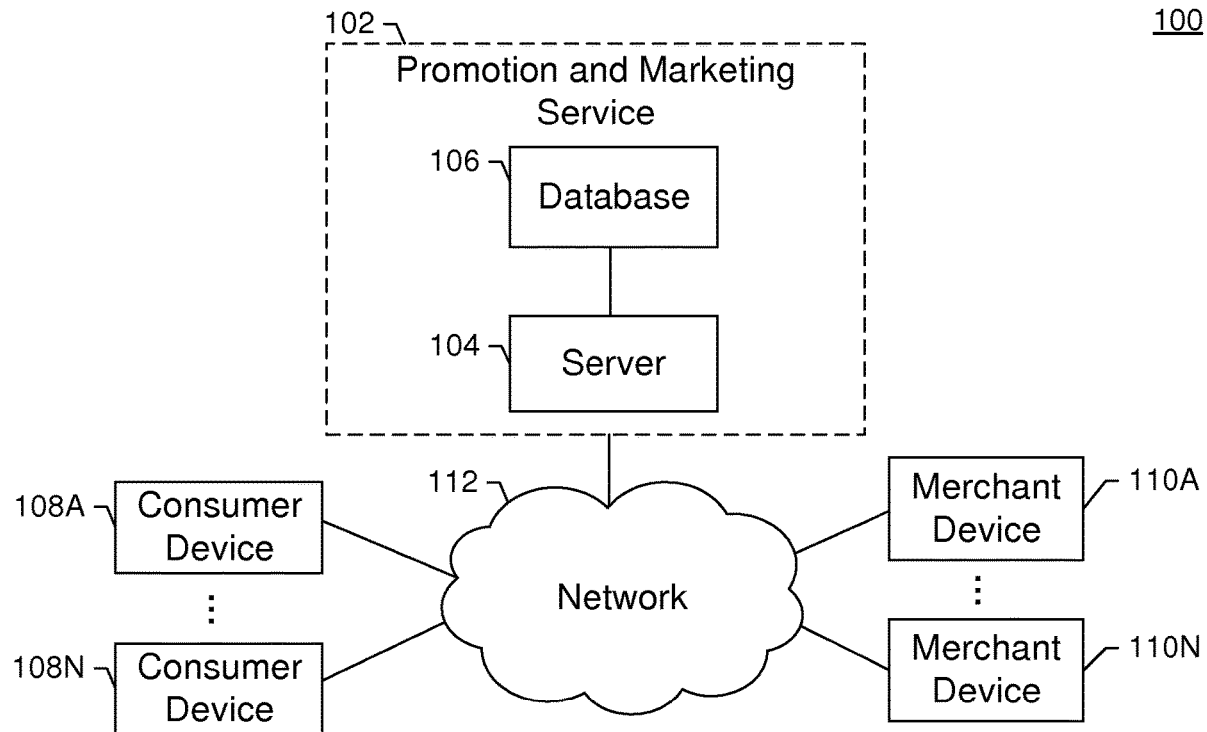 100
102
Promotion and Marketing
Service
106
Database
104
Server
112
108A
Consumer
Device
Merchant
Device
110A
Network
108N
Consumer
Device
Merchant
Device
110N